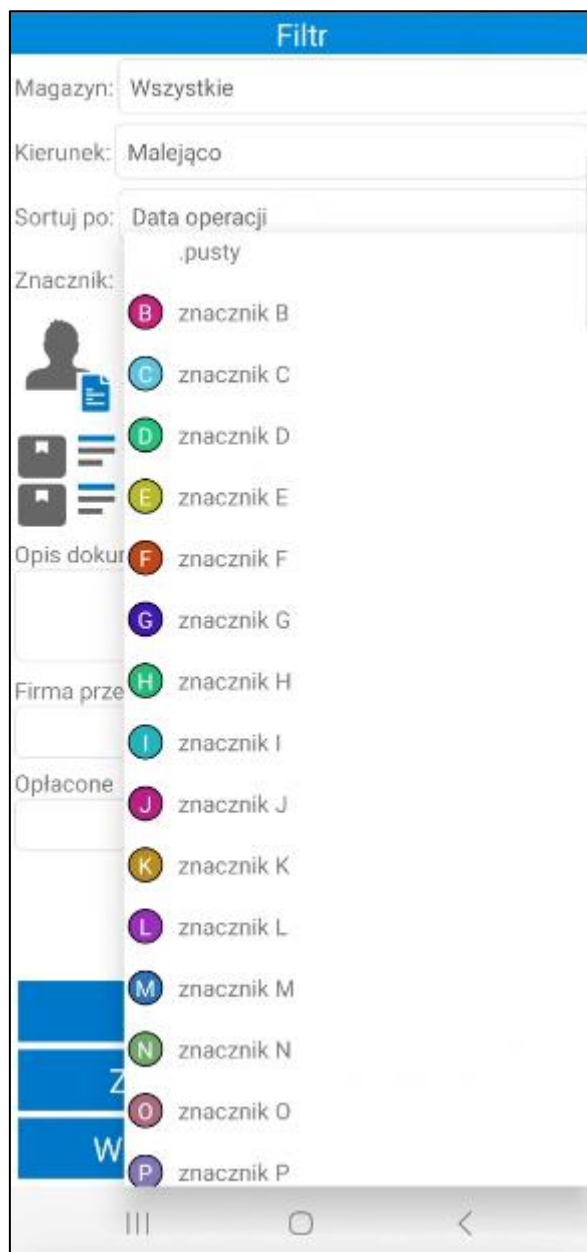 Filtr
Magazyn: Wszystkie
Kierunek: Malejąco
Sortuj po: Data operacji
.pusty
Znacznik:
B znacznik B
C znacznik C
D znacznik D
E znacznik E
Opis dokum
F znacznik F
G znacznik G
H znacznik H
Firma prze
I znacznik I
Opłacone
J znacznik J
K znacznik K
L znacznik L
M znacznik M
N znacznik N
Z
O znacznik O
W
P znacznik P